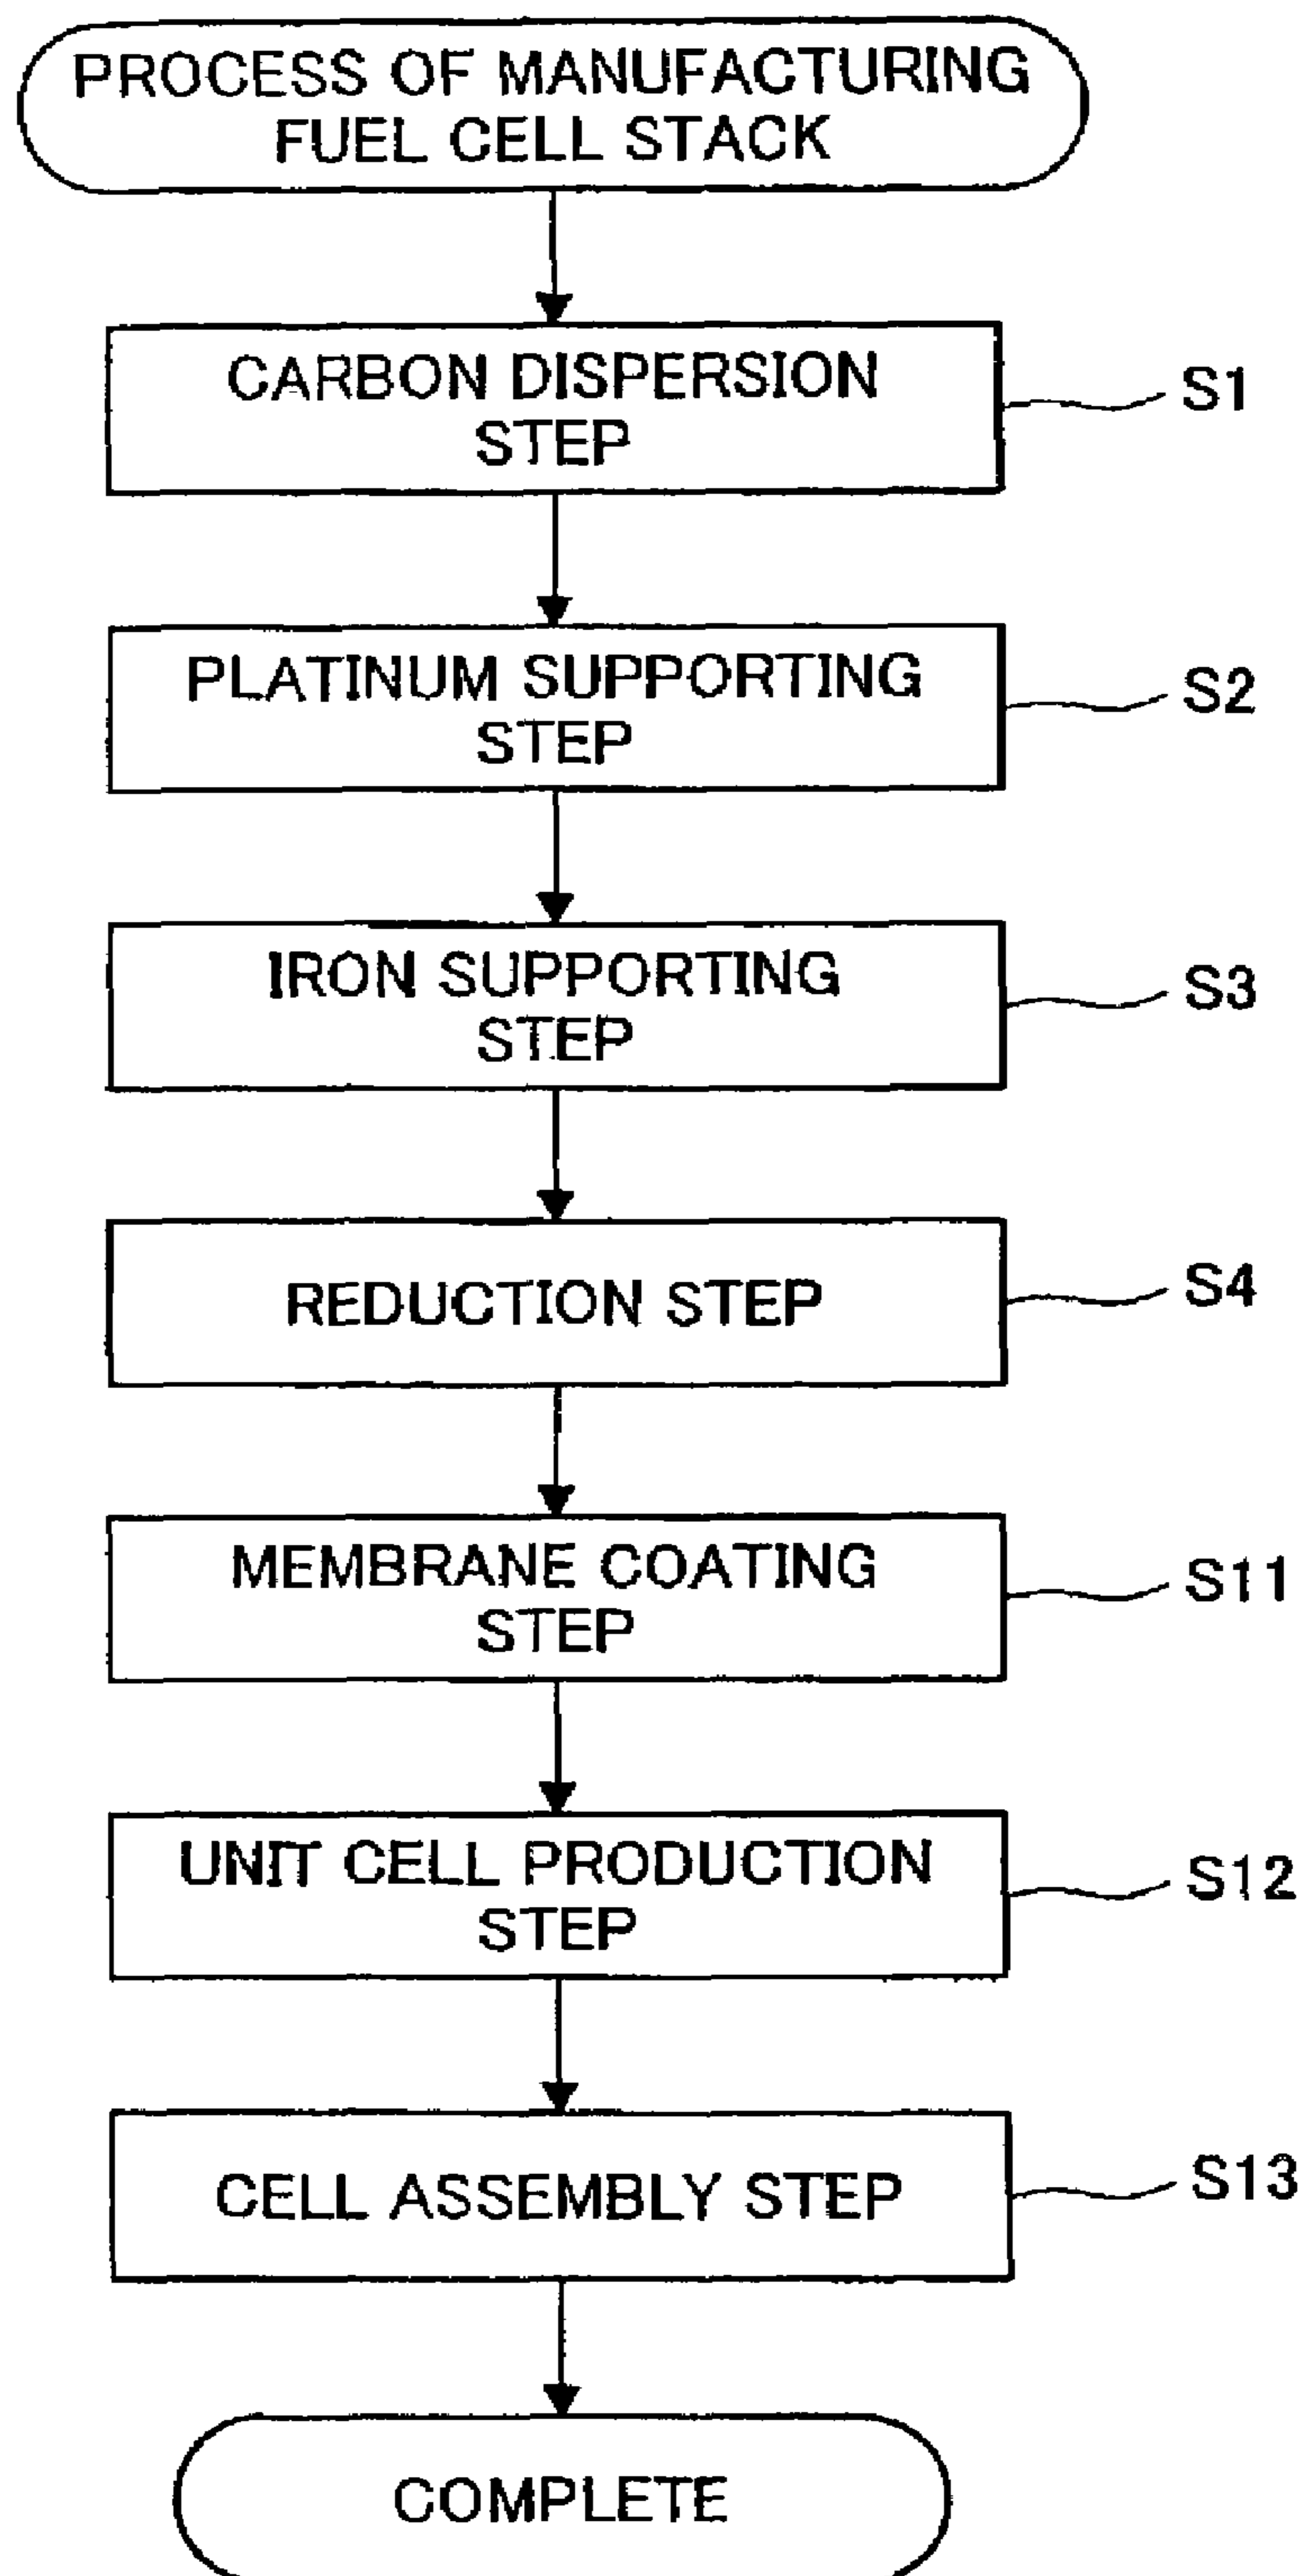 PROCESS OF MANUFACTURING
FUEL CELL STACK
CARBON DISPERSION
STEP
S1
PLATINUM SUPPORTING
STEP
S2
IRON SUPPORTING
STEP
S3
REDUCTION STEP
S4
MEMBRANE COATING
STEP
S11
UNIT CELL PRODUCTION
STEP
S12
CELL ASSEMBLY STEP
S13
COMPLETE